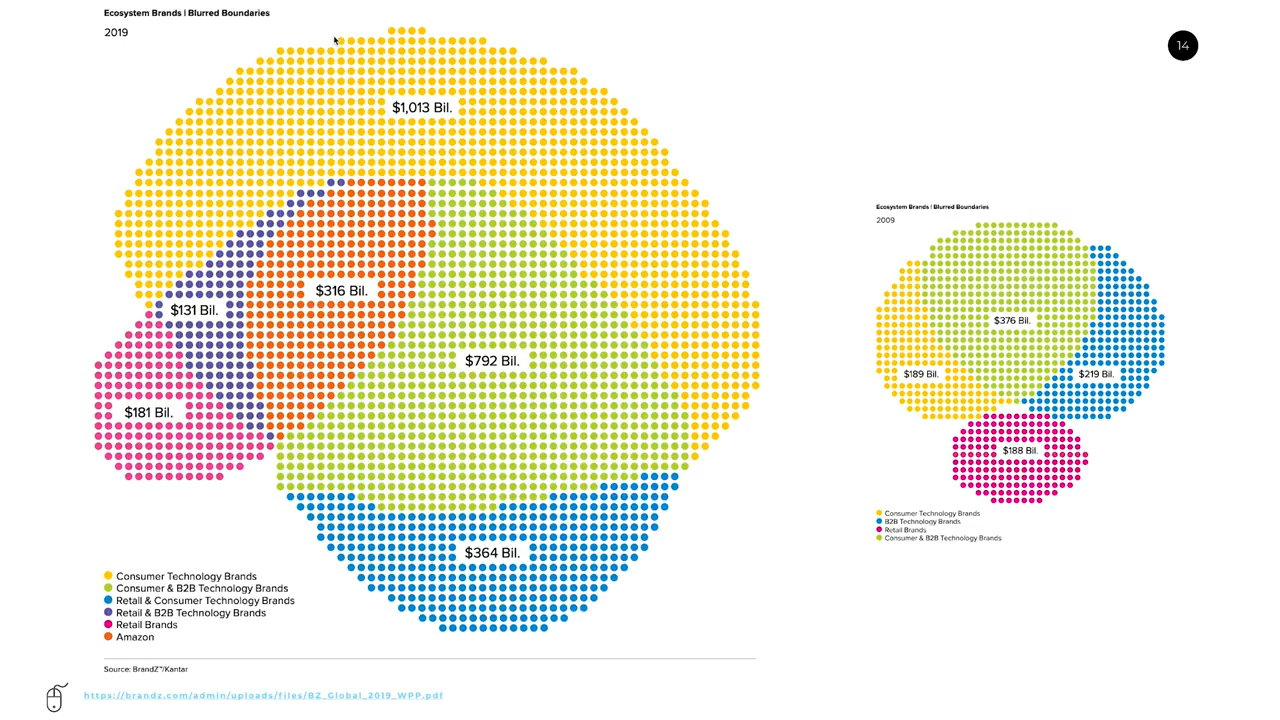 Ecosystem Brands | Blurred Boundaries
2019
14
$1,013 Bil.
$316 Bil.
$131 Bil.
$792 Bil.
$181 Bil.
$364 Bil.
Consumer Technology Brands
Consumer & B2B Technology Brands
Retail & Consumer Technology Brands
Retail & B2B Technology Brands
Retail Brands
Amazon
Source: BrandZ™/Kantar
https://brandz.com/admin/uploads/files/BZ_Global_2019_WPP.pdf
Ecosystem Brands | Blurred Boundaries
2009
$376 Bil.
$189 Bil.
$219 Bil.
$188 Bil.
Consumer Technology Brands
B2B Technology Brands
Retail Brands
Consumer & B2B Technology Brands